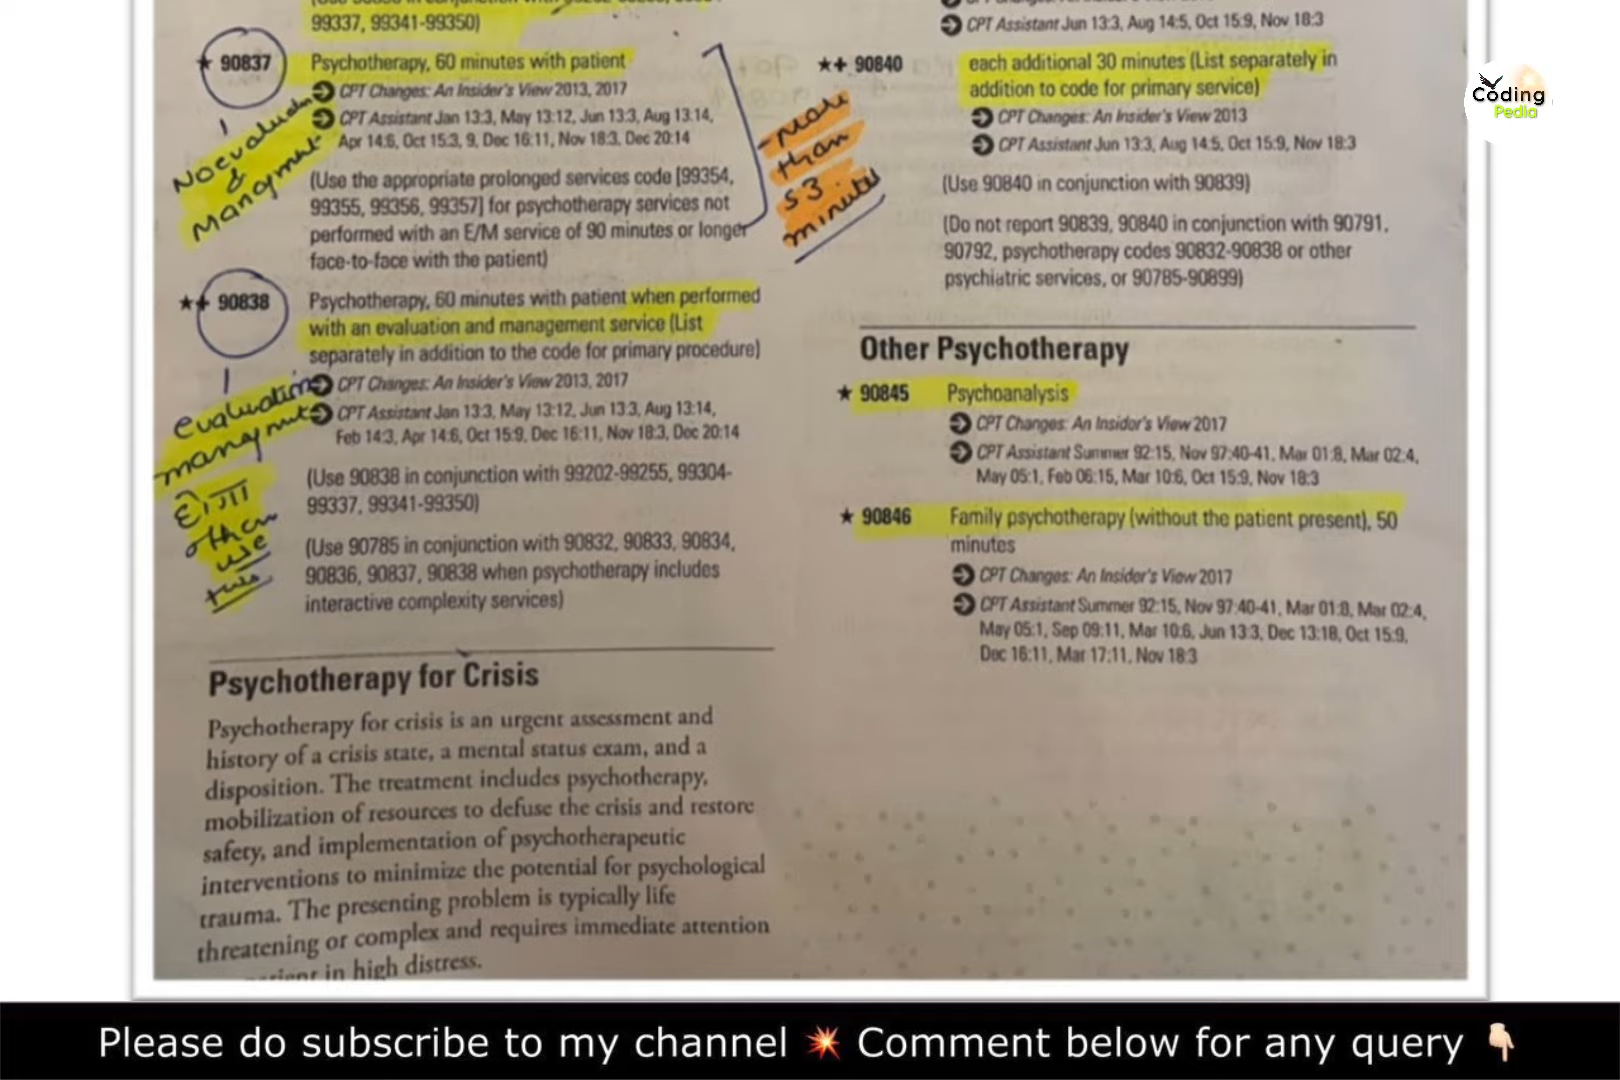 99337, 99341-99350)
★ 90837 Psychotherapy, 60 minutes with patient
CPT Changes: An Insider's View 2013, 2017
CPT Assistant Jan 13:3, May 13:12, Jun 13:3, Aug 13:14,
Apr 14:6, Oct 15:3, 9, Dec 16:11, Nov 18:3, Dec 20:14
(Use the appropriate prolonged services code [99354,
99355, 99356, 99357] for psychotherapy services not
performed with an E/M service of 90 minutes or longer
face-to-face with the patient)
No evaluation
&
Managment
★✚ 90838 Psychotherapy, 60 minutes with patient when performed
with an evaluation and management service (List
separately in addition to the code for primary procedure)
CPT Changes: An Insider's View 2013, 2017
CPT Assistant Jan 13:3, May 13:12, Jun 13:3, Aug 13:14,
Feb 14:3, Apr 14:6, Oct 15:9, Dec 16:11, Nov 18:3, Dec 20:14
(Use 90838 in conjunction with 99202-99255, 99304-
99337, 99341-99350)
(Use 90785 in conjunction with 90832, 90833, 90834,
90836, 90837, 90838 when psychotherapy includes
interactive complexity services)
evaluation
than
use
this
Psychotherapy for Crisis
Psychotherapy for crisis is an urgent assessment and
history of a crisis state, a mental status exam, and a
disposition. The treatment includes psychotherapy,
mobilization of resources to defuse the crisis and restore
safety, and implementation of psychotherapeutic
interventions to minimize the potential for psychological
trauma. The presenting problem is typically life
threatening or complex and requires immediate attention
in high distress.
CPT Assistant Jun 13:3, Aug 14:5, Oct 15:9, Nov 18:3
★✚ 90840 each additional 30 minutes (List separately in
addition to code for primary service)
CPT Changes: An Insider's View 2013
CPT Assistant Jun 13:3, Aug 14:5, Oct 15:9, Nov 18:3
(Use 90840 in conjunction with 90839)
(Do not report 90839, 90840 in conjunction with 90791,
90792, psychotherapy codes 90832-90838 or other
psychiatric services, or 90785-90899)
-more
than
53
minutes
Other Psychotherapy
★ 90845 Psychoanalysis
CPT Changes: An Insider's View 2017
CPT Assistant Summer 92:15, Nov 97:40-41, Mar 01:8, Mar 02:4,
May 05:1, Feb 06:15, Mar 10:6, Oct 15:9, Nov 18:3
★ 90846 Family psychotherapy (without the patient present), 50
minutes
CPT Changes: An Insider's View 2017
CPT Assistant Summer 92:15, Nov 97:40-41, Mar 01:8, Mar 02:4,
May 05:1, Sep 09:11, Mar 10:6, Jun 13:3, Dec 13:18, Oct 15:9,
Dec 16:11, Mar 17:11, Nov 18:3
Coding
Pedia
Please do subscribe to my channel 💥 Comment below for any query 👇🏻